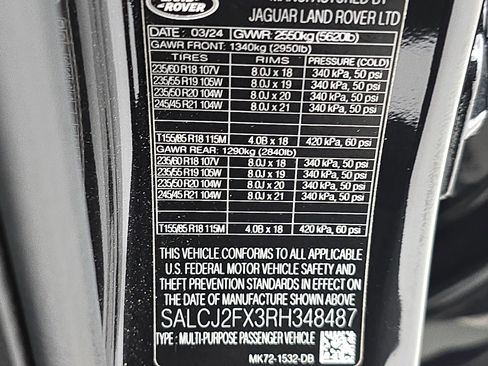 LAND-
ROVER
MANUFACTURED BY
JAGUAR LAND ROVER LTD
DATE : 03/24 GVWR: 2550kg (5620lb)
GAWR FRONT: 1340kg (2950lb)
TYRES RIMS PRESSURE (COLD)
235/60 R18 107V 8.0J x 18 340 kPa, 50 psi
235/55 R19 105W 8.0J x 19 340 kPa, 50 psi
235/50 R20 104W 8.0J x 20 340 kPa, 50 psi
245/45 R21 104W 8.0J x 21 340 kPa, 50 psi
T155/85 R18 115M 4.0B x 18 420 kPa, 60 psi
GAWR REAR: 1290kg (2840lb)
235/60 R18 107V 8.0J x 18 340 kPa, 50 psi
235/55 R19 105W 8.0J x 19 340 kPa, 50 psi
235/50 R20 104W 8.0J x 20 340 kPa, 50 psi
245/45 R21 104W 8.0J x 21 340 kPa, 50 psi
T155/85 R18 115M 4.0B x 18 420 kPa, 60 psi
THIS VEHICLE CONFORMS TO ALL APPLICABLE
U.S. FEDERAL MOTOR VEHICLE SAFETY AND
THEFT PREVENTION STANDARDS IN EFFECT ON
THE DATE OF MANUFACTURE SHOWN ABOVE
SALCJ2FX3RH348487
TYPE : MULTI-PURPOSE PASSENGER VEHICLE
MK72-1532-DB